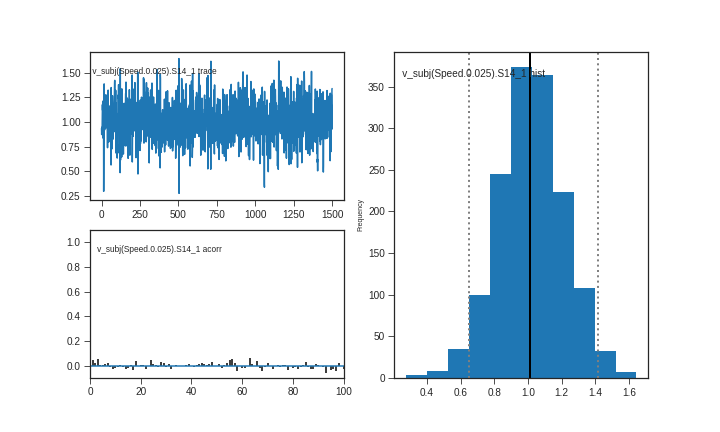 v_subj(Speed.0.025).S14_1 trace
1.50
1.25
1.00
0.75
0.50
0.25
0 250 500 750 1000 1250 1500
v_subj(Speed.0.025).S14_1 acorr
1.0
0.8
0.6
0.4
0.2
0.0
0 20 40 60 80 100
v_subj(Speed.0.025).S14_1 hist
Frequency
350
300
250
200
150
100
50
0
0.4 0.6 0.8 1.0 1.2 1.4 1.6